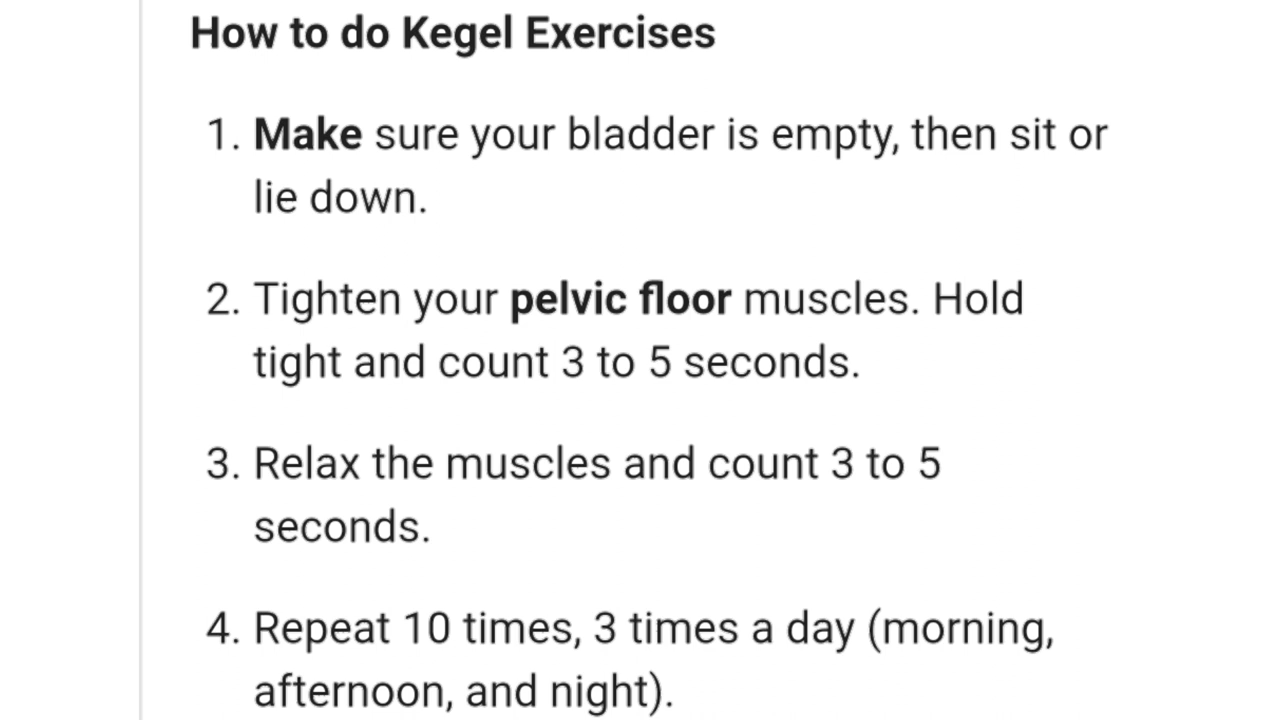 How to do Kegel Exercises
1. Make sure your bladder is empty, then sit or
lie down.
2. Tighten your pelvic floor muscles. Hold
tight and count 3 to 5 seconds.
3. Relax the muscles and count 3 to 5
seconds.
4. Repeat 10 times, 3 times a day (morning,
afternoon, and night).